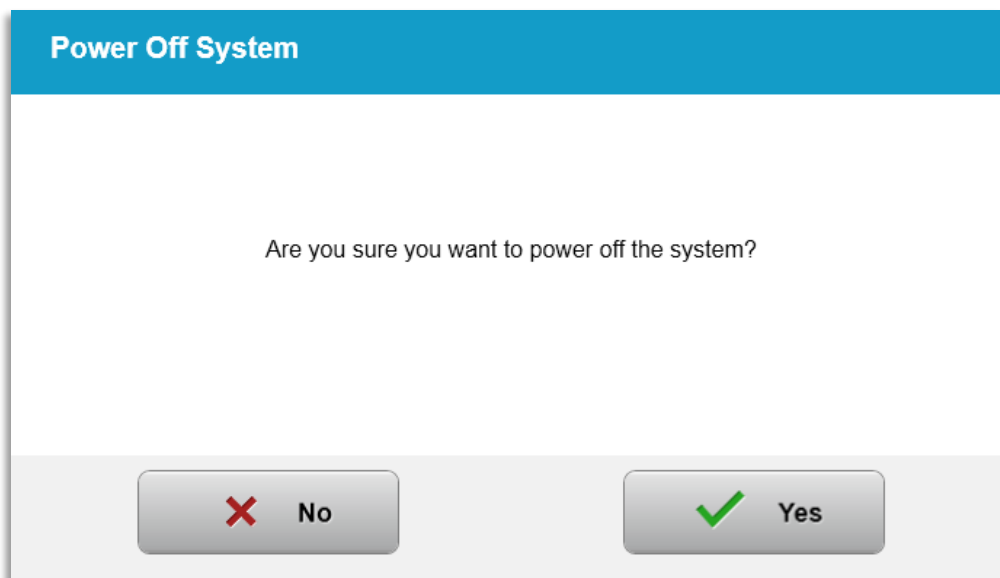 Power Off System
Are you sure you want to power off the system?
No
Yes